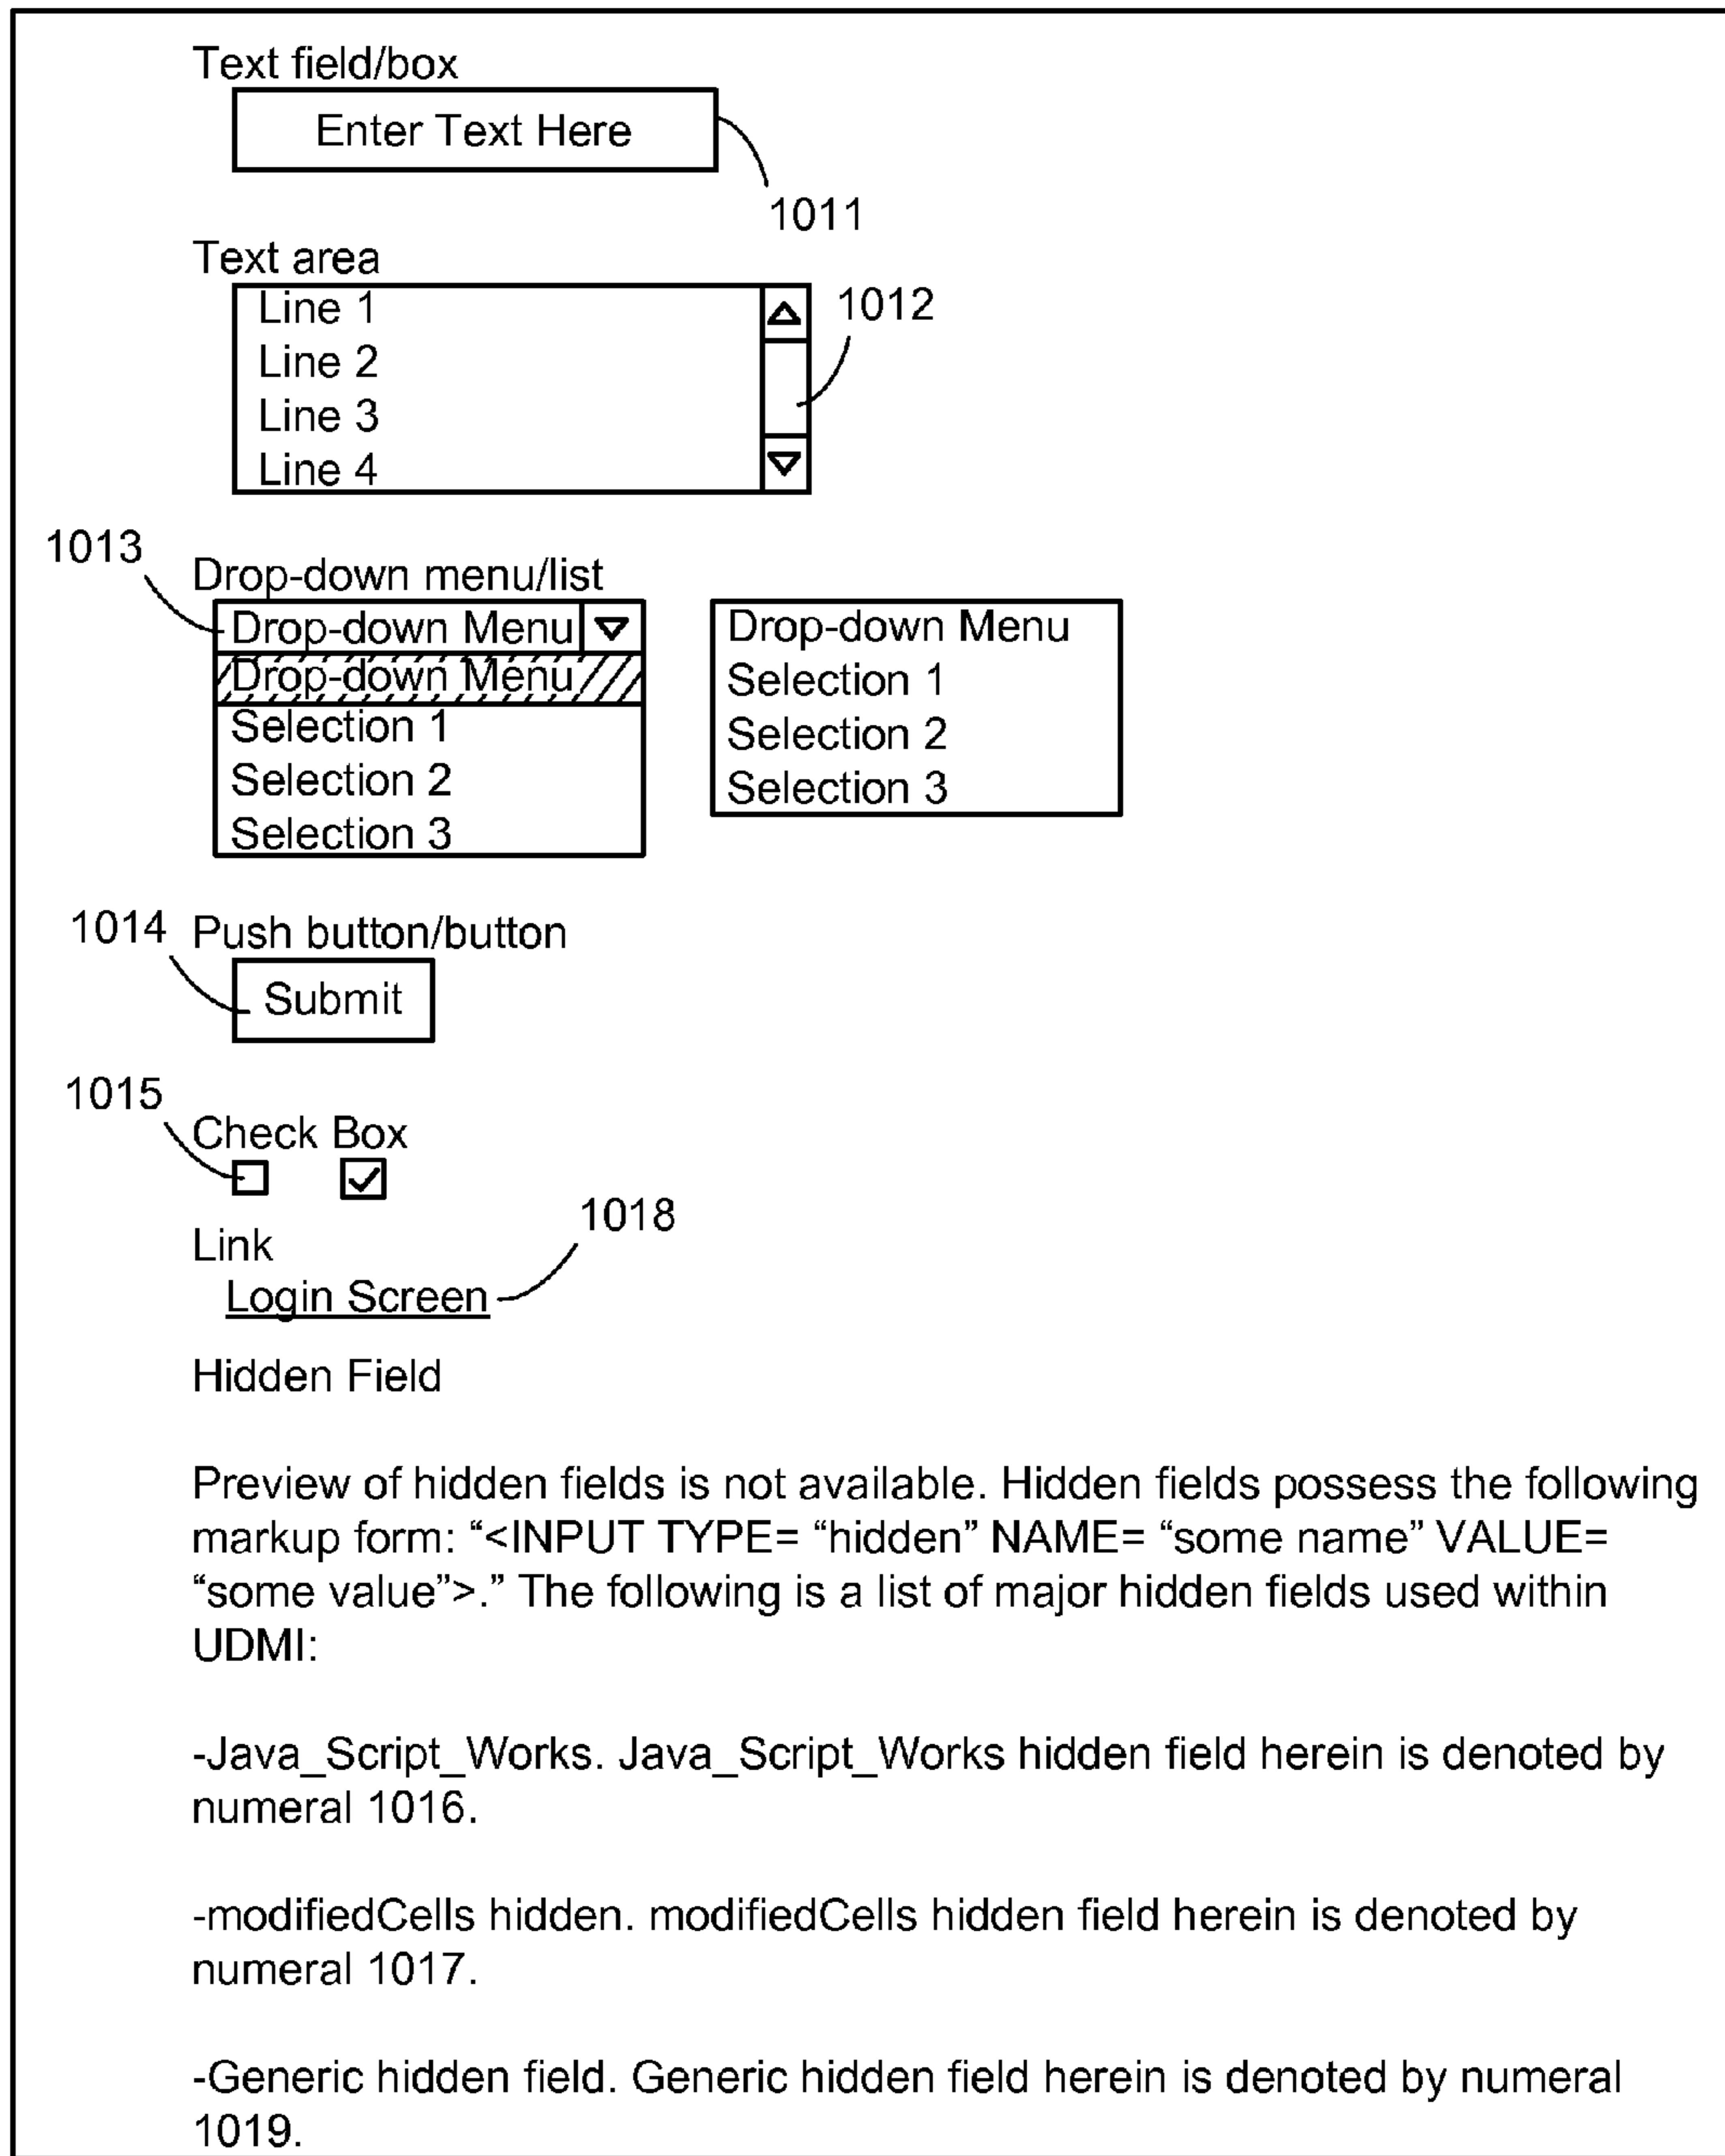 Text field/box
Enter Text Here
1011
Text area
Line 1
1012
Line 2
Line 3
Line 4
1013
Drop-down menu/list
Drop-down Menu
Drop-down Menu
Selection 1
Selection 2
Selection 3
Drop-down Menu
Selection 1
Selection 2
Selection 3
1014
Push button/button
Submit
1015
Check Box
1018
Link
Login Screen
Hidden Field
Preview of hidden fields is not available. Hidden fields possess the following
markup form: “<INPUT TYPE= “hidden” NAME= “some name” VALUE=
“some value”>.” The following is a list of major hidden fields used within
UDMI:
-Java_Script_Works. Java_Script_Works hidden field herein is denoted by
numeral 1016.
-modifiedCells hidden. modifiedCells hidden field herein is denoted by
numeral 1017.
-Generic hidden field. Generic hidden field herein is denoted by numeral
1019.